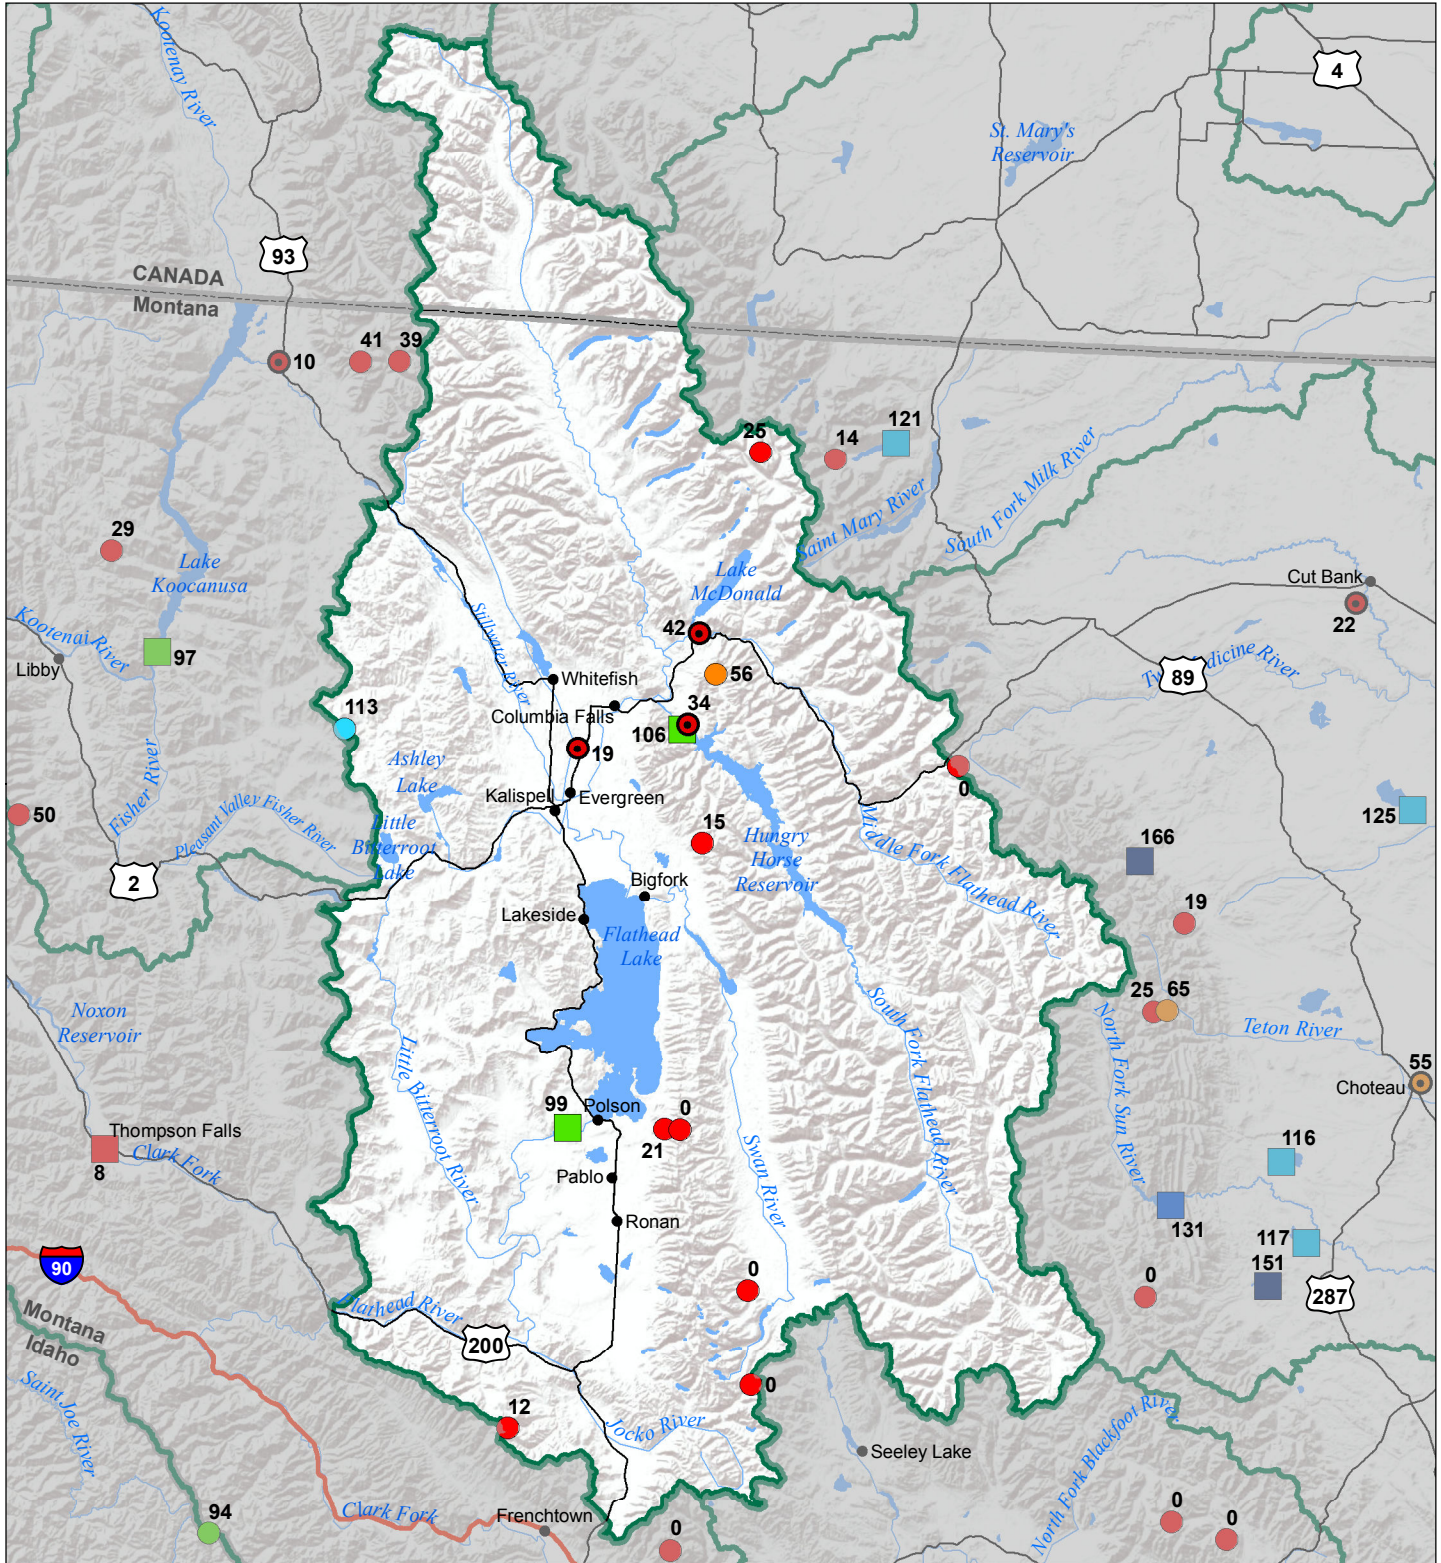 Kootenay River
4
St. Mary's
Reservoir
93
CANADA
Montana
41
39
10
25
14
121
Saint Mary River
South Fork Milk River
29
Lake
Koocanusa
Lake
McDonald
Cut Bank
22
Kootenai River
Libby
97
Stillwater River
42
Two Medicine River
89
56
Whitefish
Columbia Falls
34
106
113
19
0
Ashley
Lake
Fisher River
Kalispell
Evergreen
125
50
Pleasant Valley Fisher River
Little
Bitterroot
Lake
15
Hungry
Horse
Reservoir
Middle Fork Flathead River
166
2
Bigfork
19
Lakeside
Flathead
Lake
25
65
Noxon
Reservoir
Little Bitterroot River
South Fork Flathead River
North Fork Sun River
Teton River
55
Choteau
99
Polson
0
21
Thompson Falls
Clark Fork
8
Swan River
116
Pablo
131
Ronan
117
151
90
0
0
287
Flathead River
Montana
Idaho
200
0
Saint Joe River
12
Jocko River
Seeley Lake
North Fork Blackfoot River
94
Clark Fork
Frenchtown
0
0
0